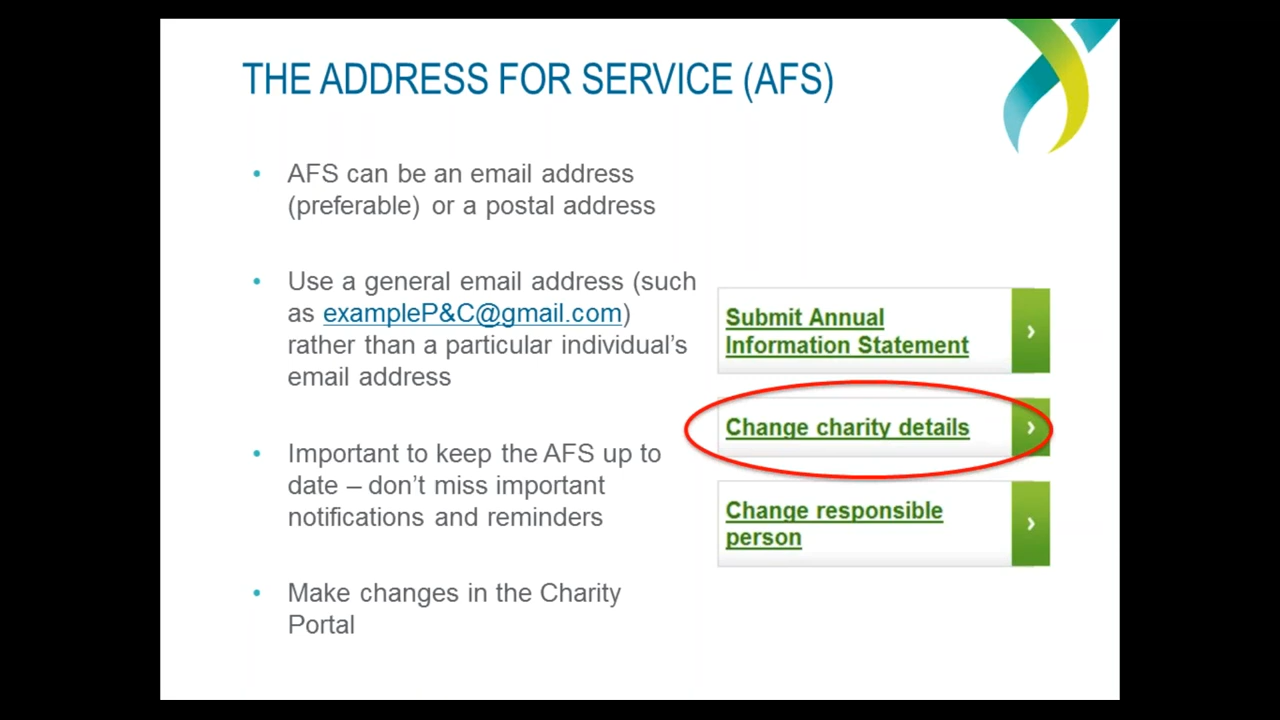 THE ADDRESS FOR SERVICE (AFS)
• AFS can be an email address
(preferable) or a postal address
• Use a general email address (such
as exampleP&C@gmail.com)
rather than a particular individual's
email address
• Important to keep the AFS up to
date – don't miss important
notifications and reminders
• Make changes in the Charity
Portal
Submit Annual
Information Statement
Change charity details
Change responsible
person